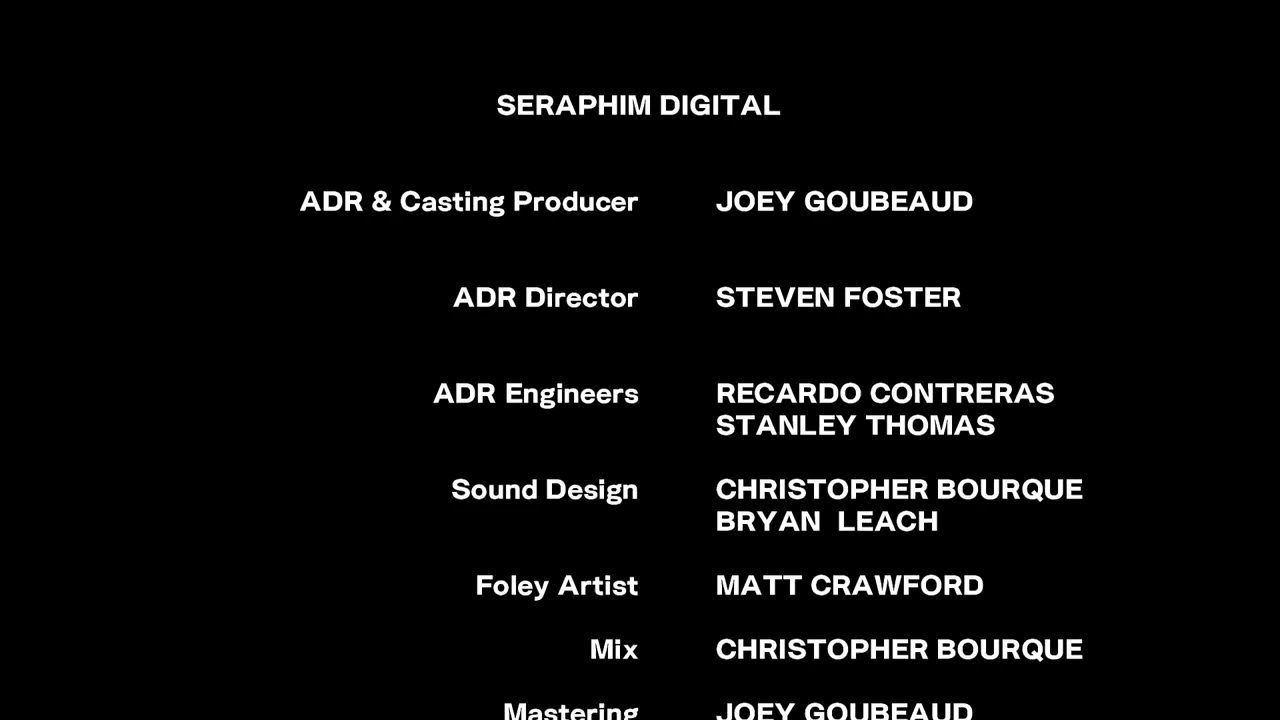 SERAPHIM DIGITAL
ADR & Casting Producer JOEY GOUBEAUD
ADR Director STEVEN FOSTER
ADR Engineers RECARDO CONTRERAS
STANLEY THOMAS
Sound Design CHRISTOPHER BOURQUE
BRYAN LEACH
Foley Artist MATT CRAWFORD
Mix CHRISTOPHER BOURQUE
Mastering JOEY GOUBEAUD